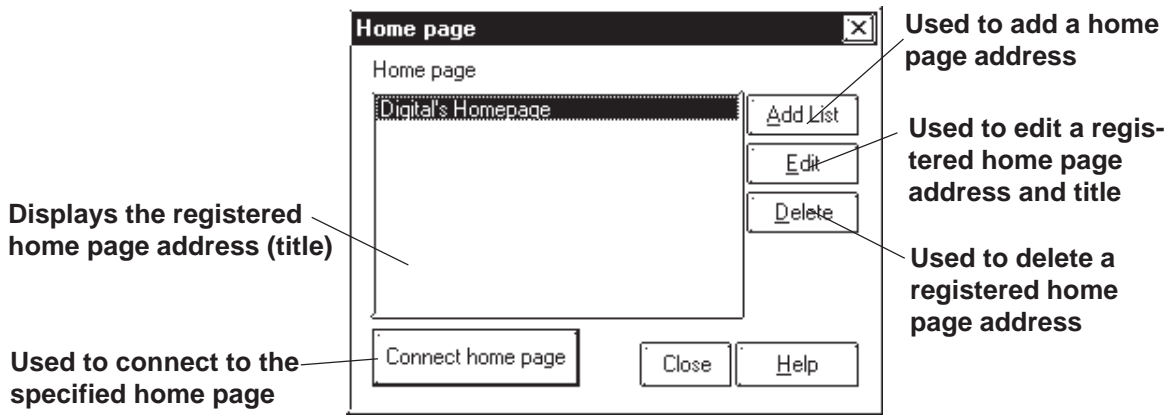 Home page
Home page
Digital's Homepage
Add List
Edit
Delete
Connect home page
Close
Help
Used to add a home
page address
Used to edit a regis-
tered home page
address and title
Used to delete a
registered home
page address
Displays the registered
home page address (title)
Used to connect to the
specified home page